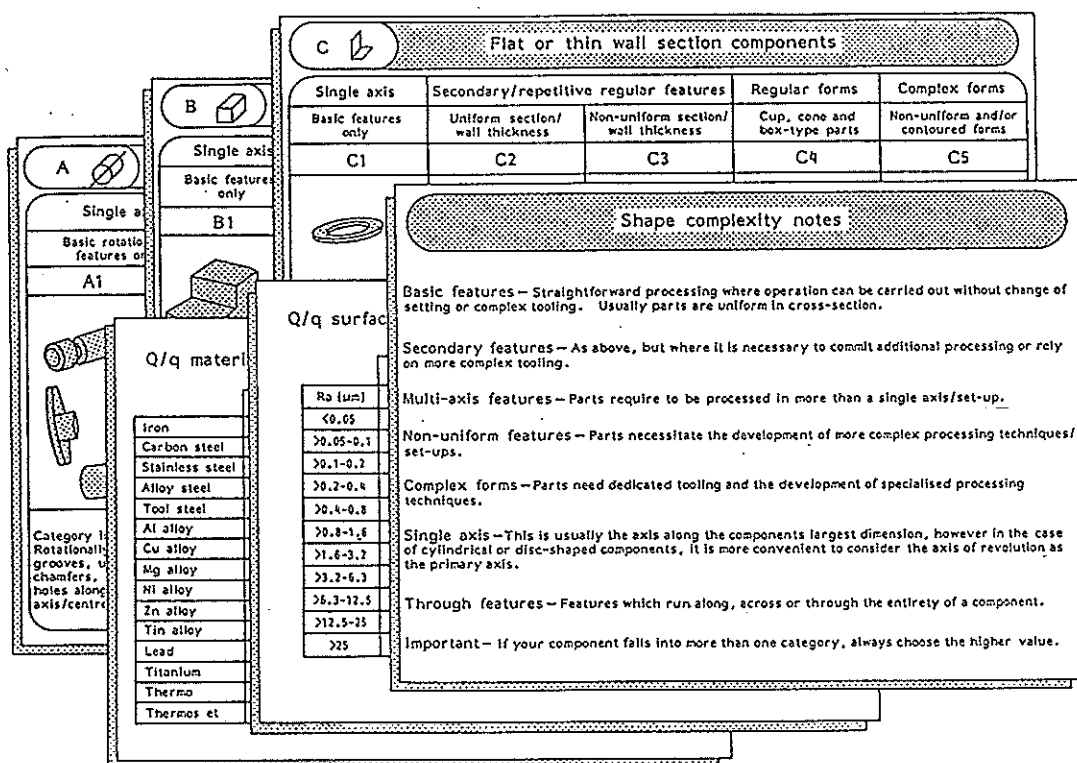 C
Flat or thin wall section components
Single axis
Secondary/repetitive regular features
Regular forms
Complex forms
Basic features
only
Uniform section/
wall thickness
Non-uniform section/
wall thickness
Cup, cone and
box-type parts
Non-uniform and/or
contoured forms
C1
C2
C3
C4
C5
B
Single axis
Basic features
only
B1
A
Single a
Basic rotatio
features o
A1
Category
Rotationally
grooves, u
chamfers,
holes along
axis/centre
Q/q materi
Iron
Carbon steel
Stainless steel
Alloy steel
Tool steel
Al alloy
Cu alloy
Mg alloy
Ni alloy
Zn alloy
Tin alloy
Lead
Titanium
Thermo
Thermos et
Q/q surfac
Ra (µm)
<0.05
>0.05-0.1
>0.1-0.2
>0.2-0.4
>0.4-0.8
>0.8-1.6
>1.6-3.2
>3.2-6.3
>6.3-12.5
>12.5-25
>25
Shape complexity notes
Basic features — Straightforward processing where operation can be carried out without change of
setting or complex tooling. Usually parts are uniform in cross-section.
Secondary features — As above, but where it is necessary to commit additional processing or rely
on more complex tooling.
Multi-axis features — Parts require to be processed in more than a single axis/set-up.
Non-uniform features — Parts necessitate the development of more complex processing techniques/
set-ups.
Complex forms — Parts need dedicated tooling and the development of specialised processing
techniques.
Single axis — This is usually the axis along the components largest dimension, however in the case
of cylindrical or disc-shaped components, it is more convenient to consider the axis of revolution as
the primary axis.
Through features — Features which run along, across or through the entirety of a component.
Important — If your component falls into more than one category, always choose the higher value.